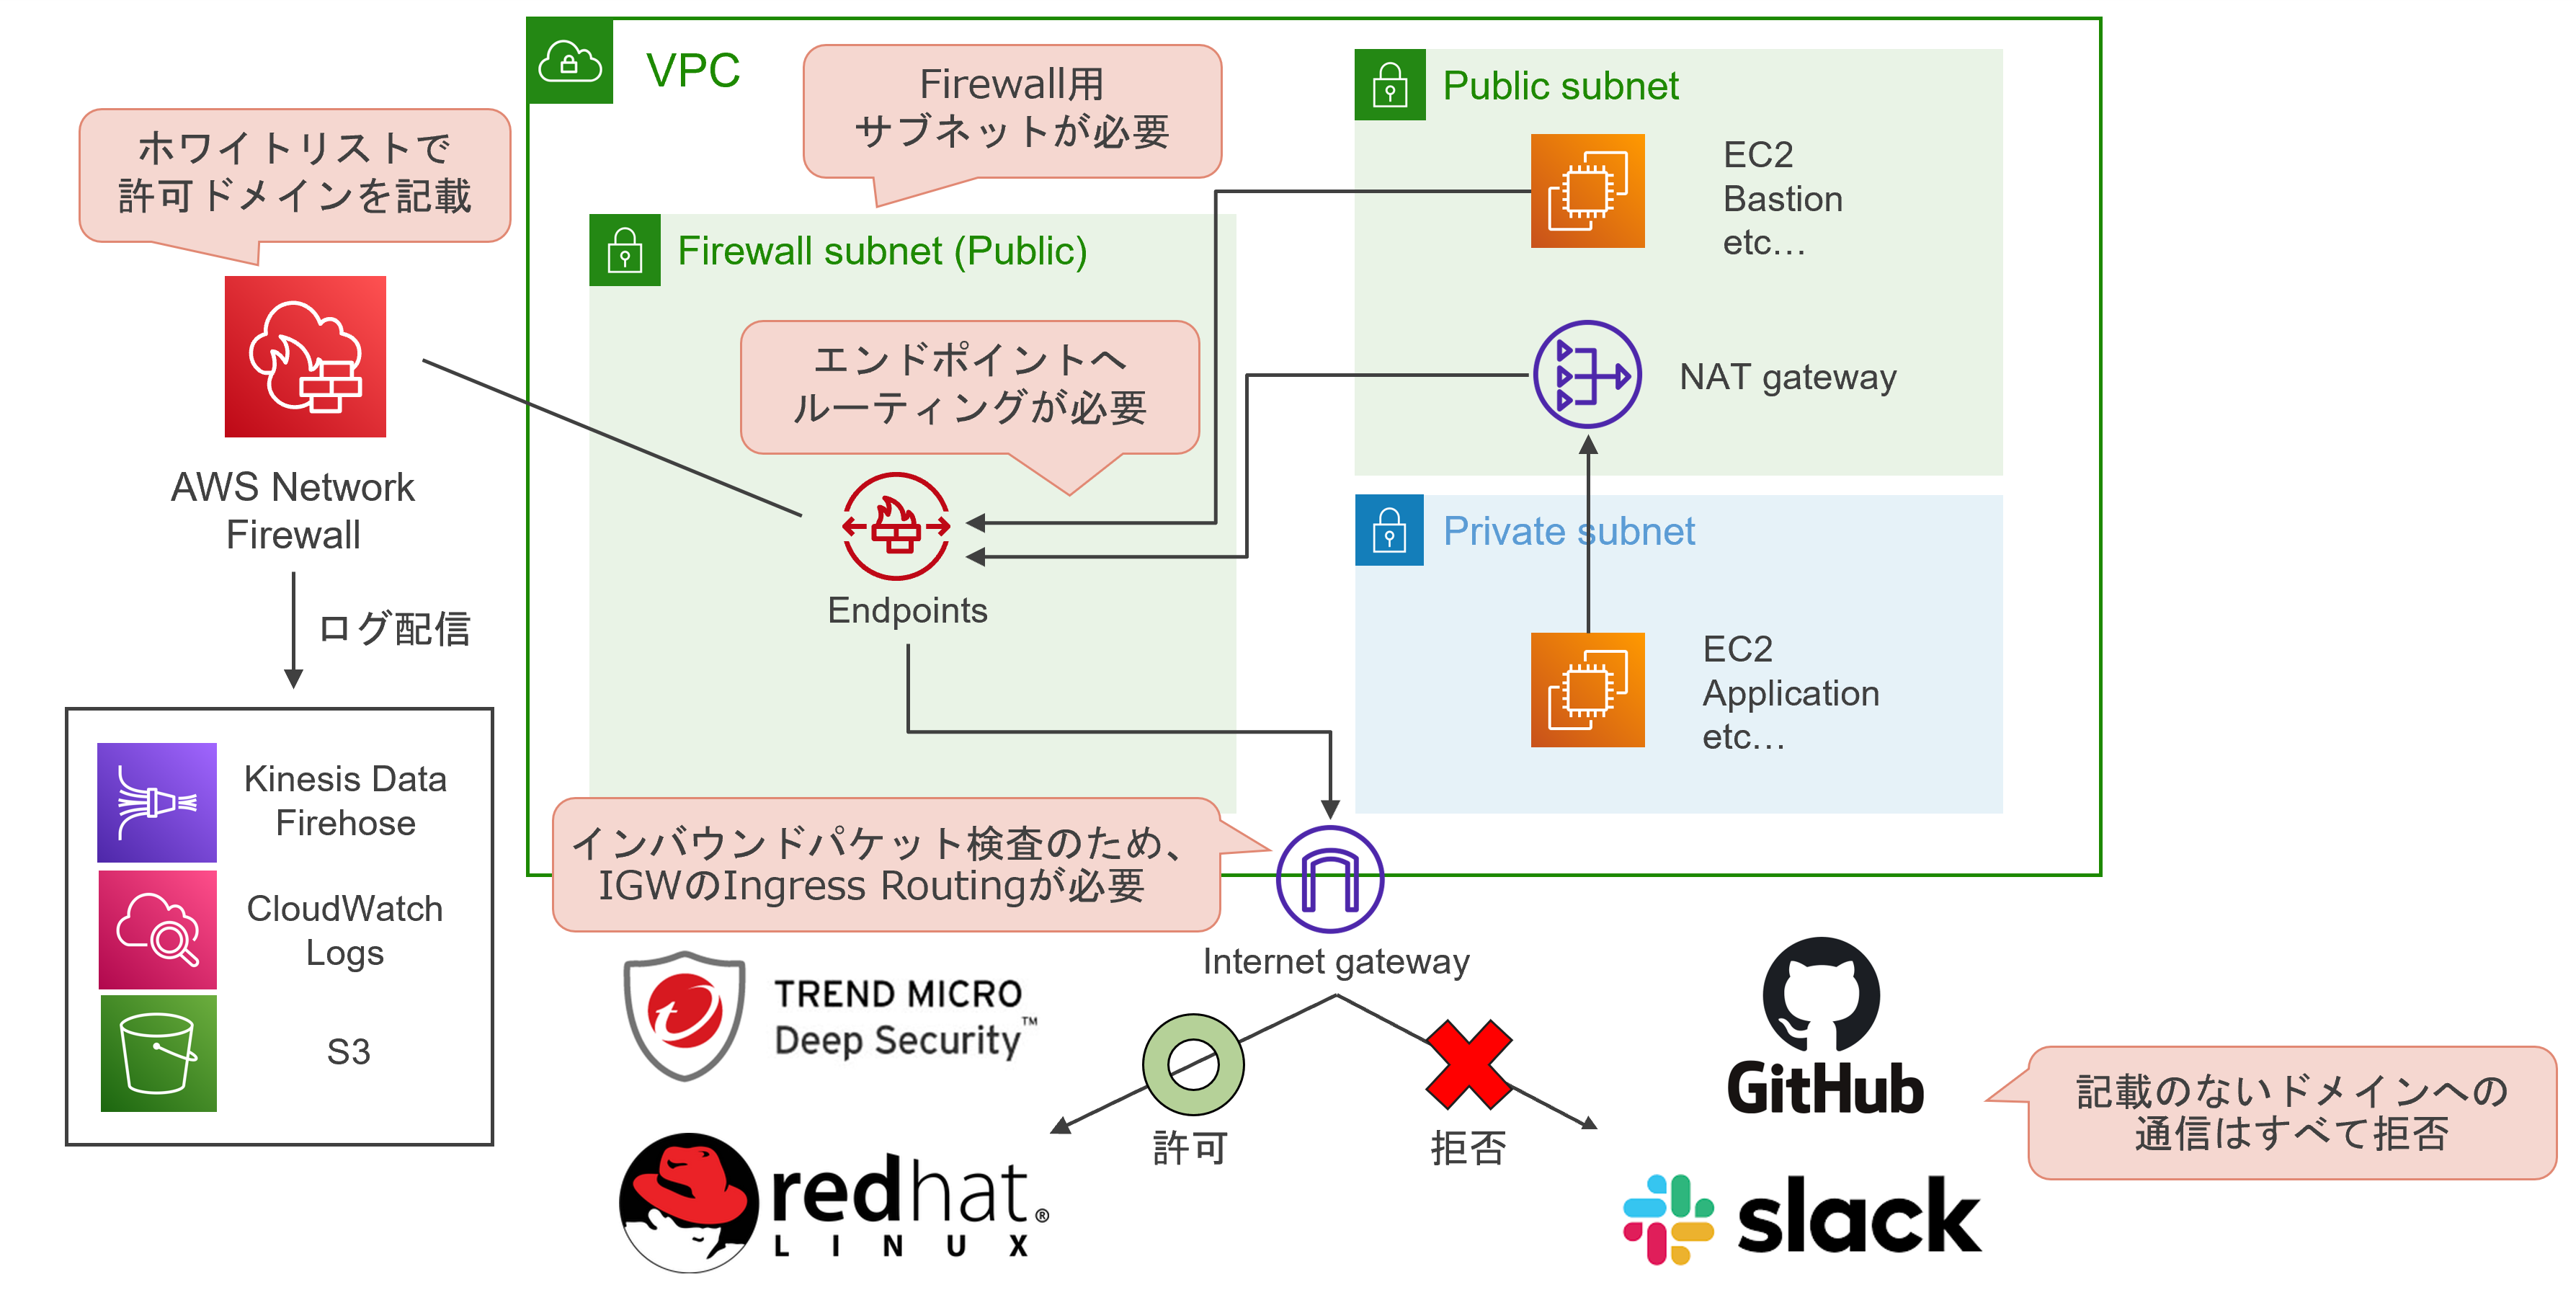 ホワイトリストで
許可ドメインを記載
AWS Network
Firewall
ログ配信
Kinesis Data
Firehose
CloudWatch
Logs
S3
VPC
Firewall用
サブネットが必要
Firewall subnet (Public)
エンドポイントへ
ルーティングが必要
Endpoints
Public subnet
EC2
Bastion
etc…
NAT gateway
Private subnet
EC2
Application
etc…
インバウンドパケット検査のため、
IGWのIngress Routingが必要
Internet gateway
TREND MICRO
Deep Security™
redhat®
LINUX
許可
拒否
GitHub
slack
記載のないドメインへの
通信はすべて拒否